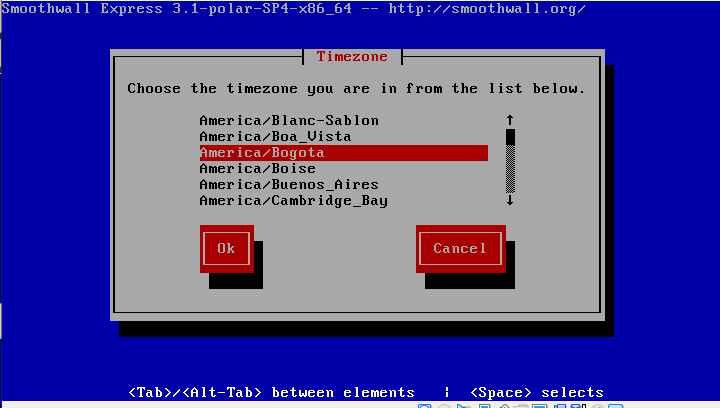 Smoothwall Express 3.1-polar-SP4-x86_64 -- http://smoothwall.org/
Timezone
Choose the timezone you are in from the list below.
America/Blanc-Sablon
America/Boa_Vista
America/Bogota
America/Boise
America/Buenos_Aires
America/Cambridge_Bay
Ok
Cancel
<Tab>/<Alt-Tab> between elements | <Space> selects